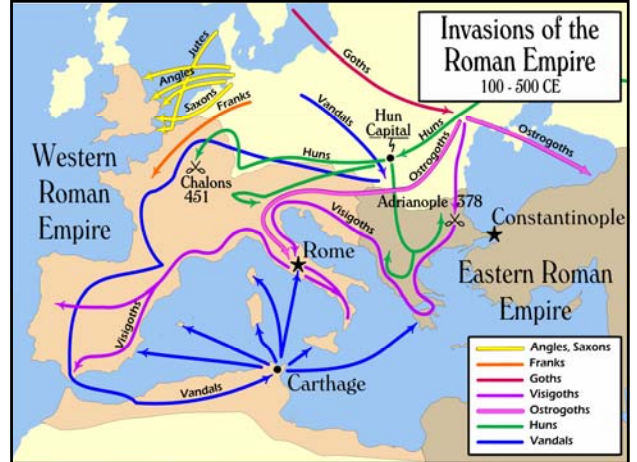 Invasions of the
Roman Empire
100 - 500 CE
Jutes
Angles
Saxons
Franks
Goths
Vandals
Hun
Capital
Huns
Huns
Ostrogoths
Ostrogoths
Western
Roman
Empire
Chalons
451
Adrianople 378
Constantinople
Visigoths
Rome
Eastern Roman
Empire
Visigoths
Vandals
Carthage
Angles, Saxons
Franks
Goths
Visigoths
Ostrogoths
Huns
Vandals